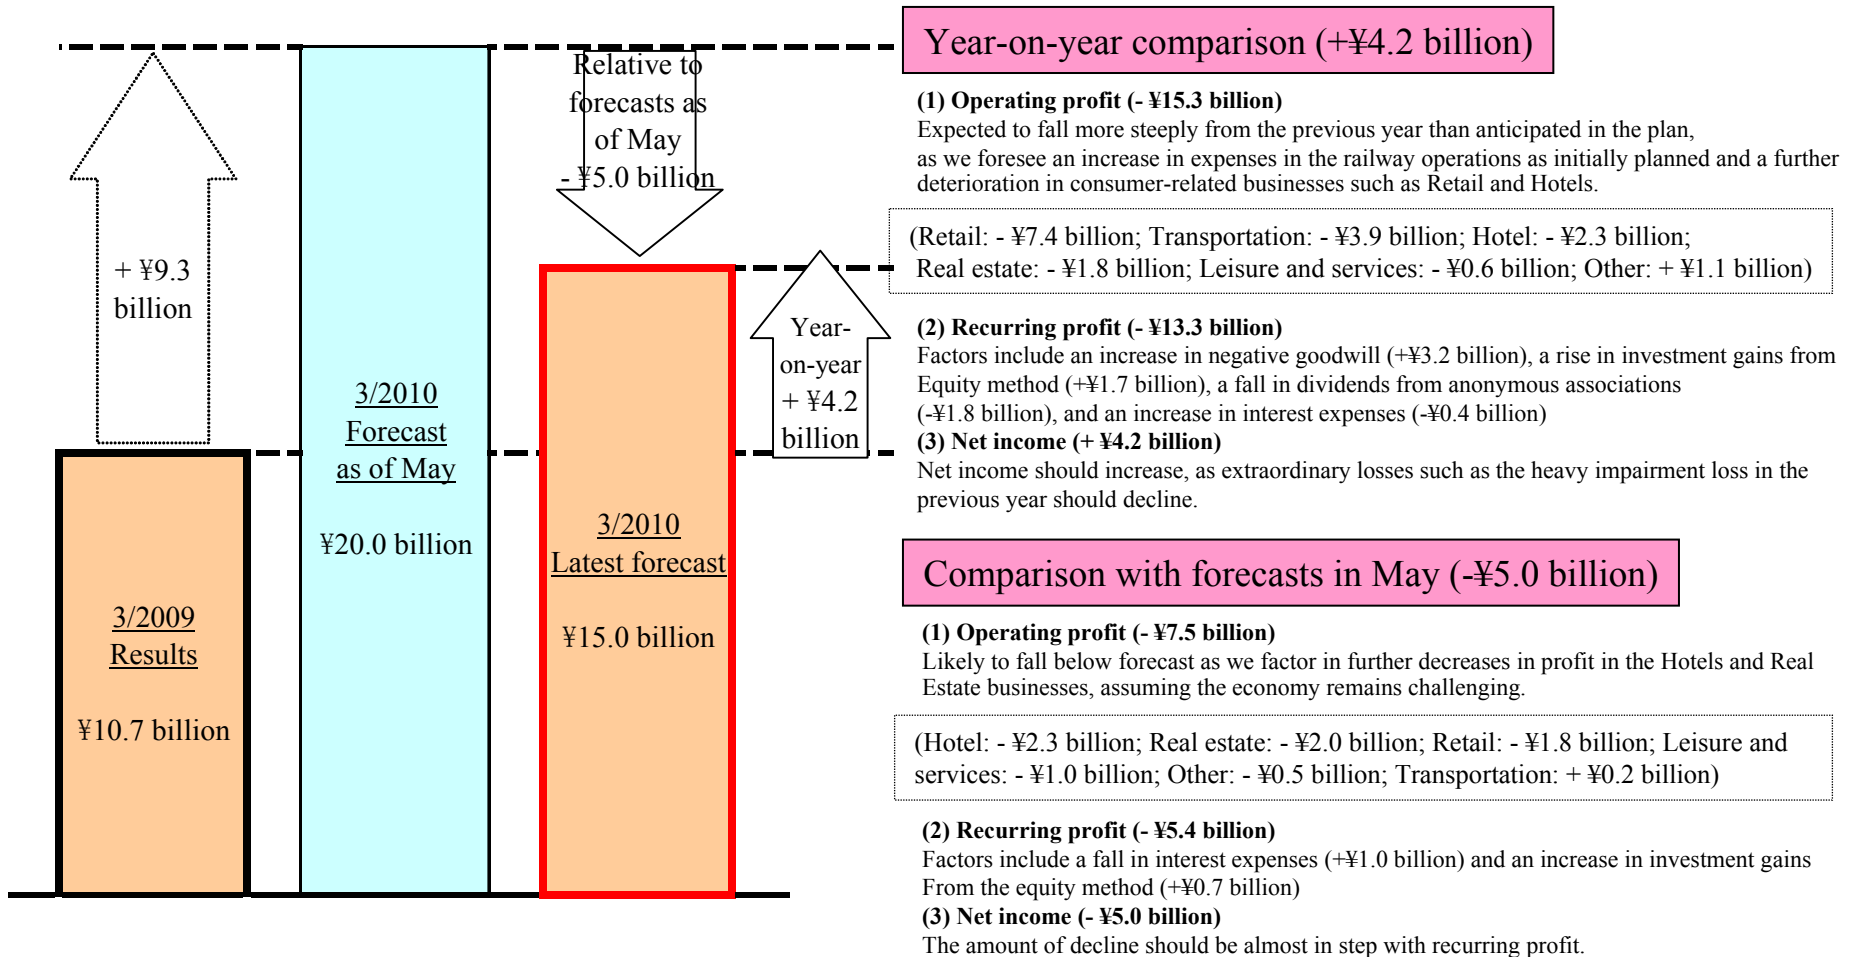 + ¥9.3
billion
3/2009
Results
¥10.7 billion
3/2010
Forecast
as of May
¥20.0 billion
Relative to
forecasts as
of May
- ¥5.0 billion
3/2010
Latest forecast
¥15.0 billion
Year-
on-year
+ ¥4.2
billion
Year-on-year comparison (+¥4.2 billion)
(1) Operating profit (- ¥15.3 billion)
Expected to fall more steeply from the previous year than anticipated in the plan,
as we foresee an increase in expenses in the railway operations as initially planned and a further
deterioration in consumer-related businesses such as Retail and Hotels.
(Retail: - ¥7.4 billion; Transportation: - ¥3.9 billion; Hotel: - ¥2.3 billion;
Real estate: - ¥1.8 billion; Leisure and services: - ¥0.6 billion; Other: + ¥1.1 billion)
(2) Recurring profit (- ¥13.3 billion)
Factors include an increase in negative goodwill (+¥3.2 billion), a rise in investment gains from
Equity method (+¥1.7 billion), a fall in dividends from anonymous associations
(-¥1.8 billion), and an increase in interest expenses (-¥0.4 billion)
(3) Net income (+ ¥4.2 billion)
Net income should increase, as extraordinary losses such as the heavy impairment loss in the
previous year should decline.
Comparison with forecasts in May (-¥5.0 billion)
(1) Operating profit (- ¥7.5 billion)
Likely to fall below forecast as we factor in further decreases in profit in the Hotels and Real
Estate businesses, assuming the economy remains challenging.
(Hotel: - ¥2.3 billion; Real estate: - ¥2.0 billion; Retail: - ¥1.8 billion; Leisure and
services: - ¥1.0 billion; Other: - ¥0.5 billion; Transportation: + ¥0.2 billion)
(2) Recurring profit (- ¥5.4 billion)
Factors include a fall in interest expenses (+¥1.0 billion) and an increase in investment gains
From the equity method (+¥0.7 billion)
(3) Net income (- ¥5.0 billion)
The amount of decline should be almost in step with recurring profit.